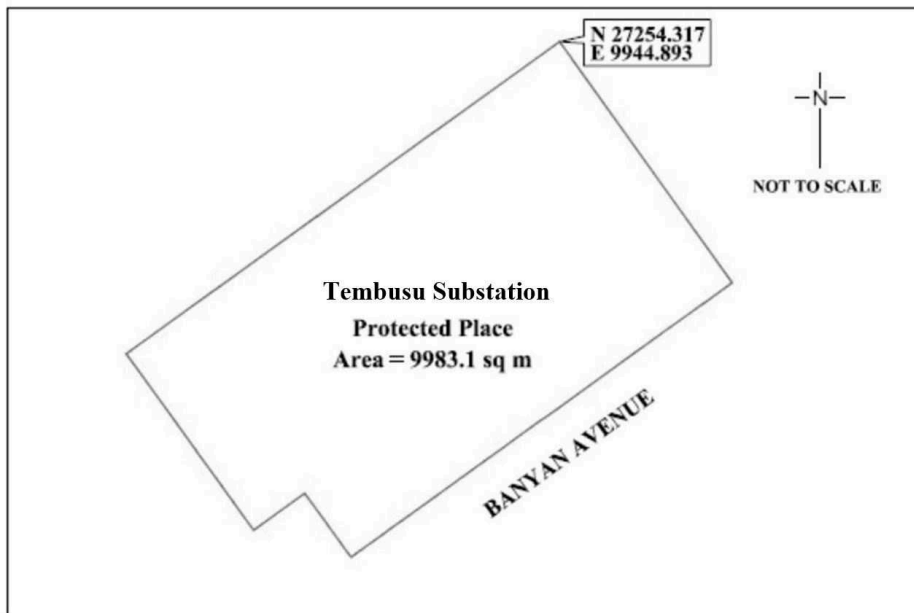 N 27254.317
E 9944.893
N
NOT TO SCALE
Tembusu Substation
Protected Place
Area = 9983.1 sq m
BANYAN AVENUE